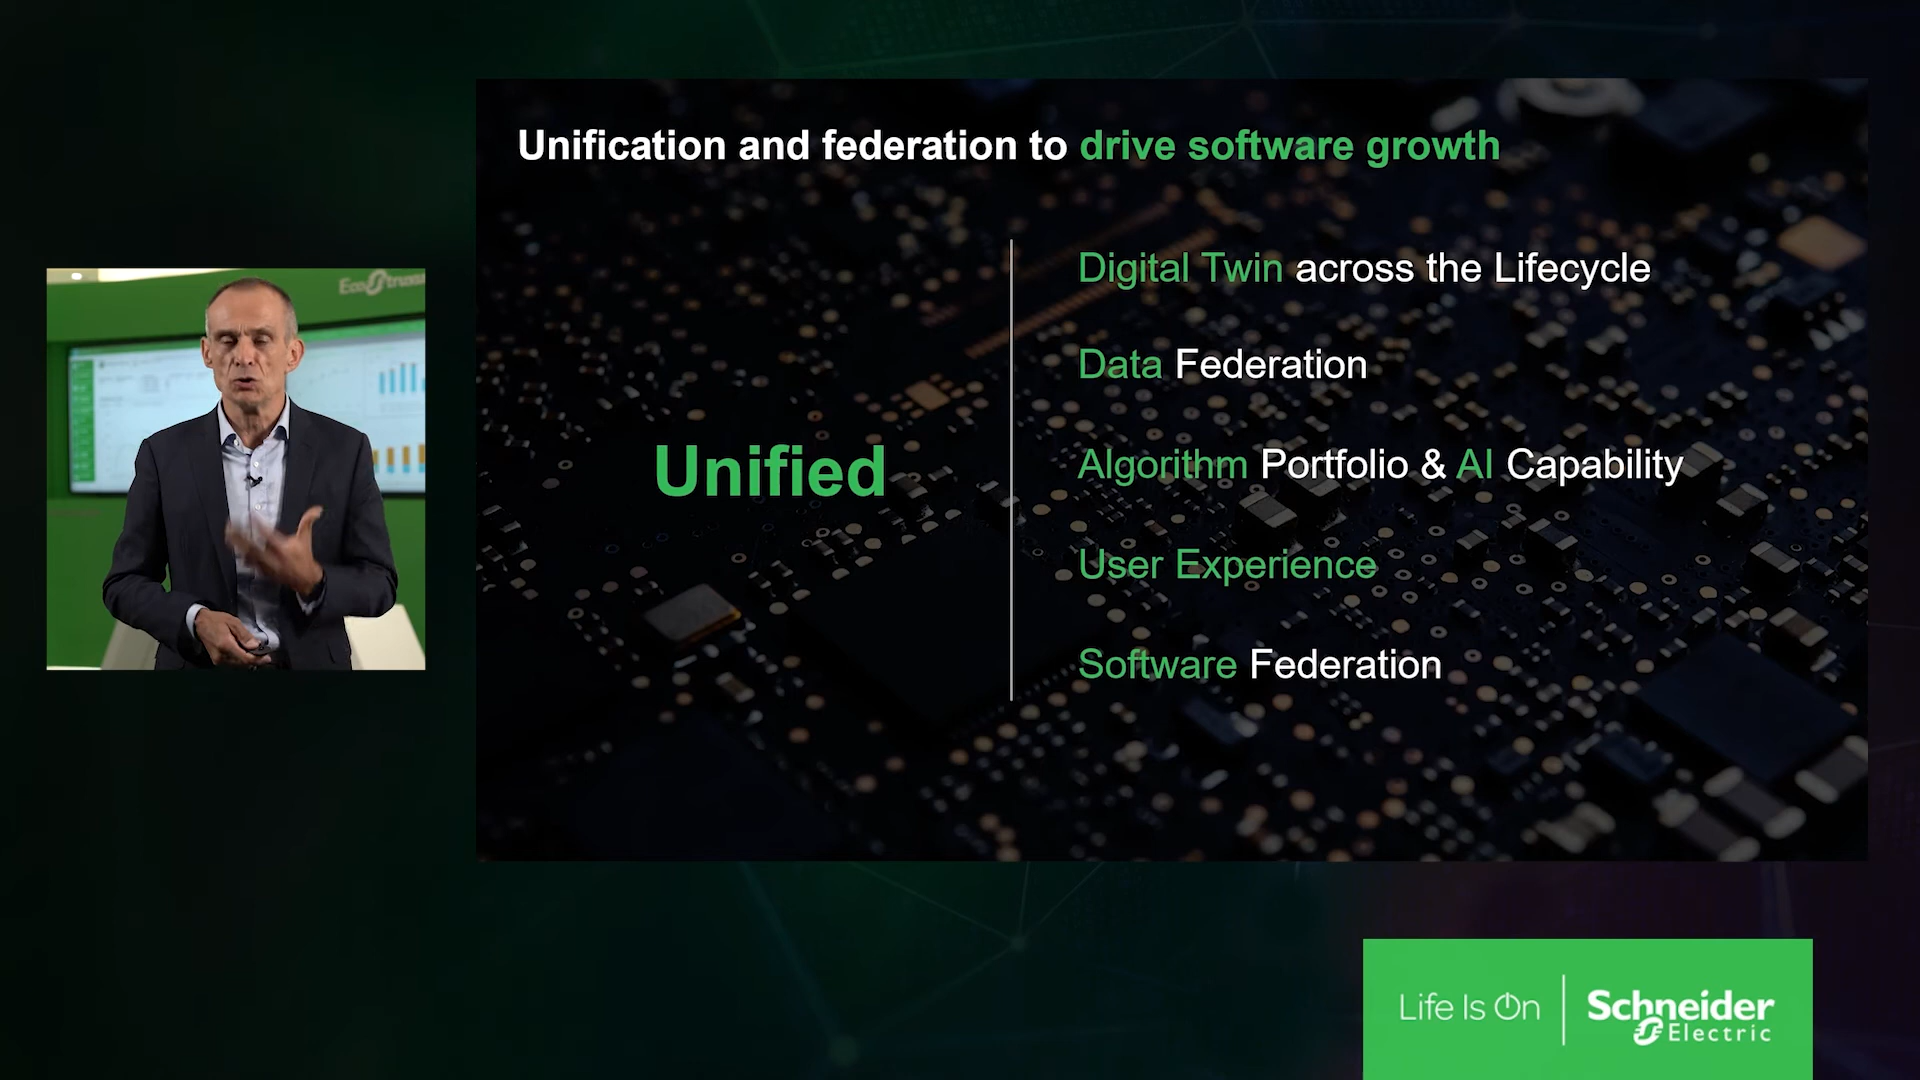 Unification and federation to drive software growth
Digital Twin across the Lifecycle
Data Federation
Unified
Algorithm Portfolio & AI Capability
User Experience
Software Federation
Life Is On
Schneider
Electric